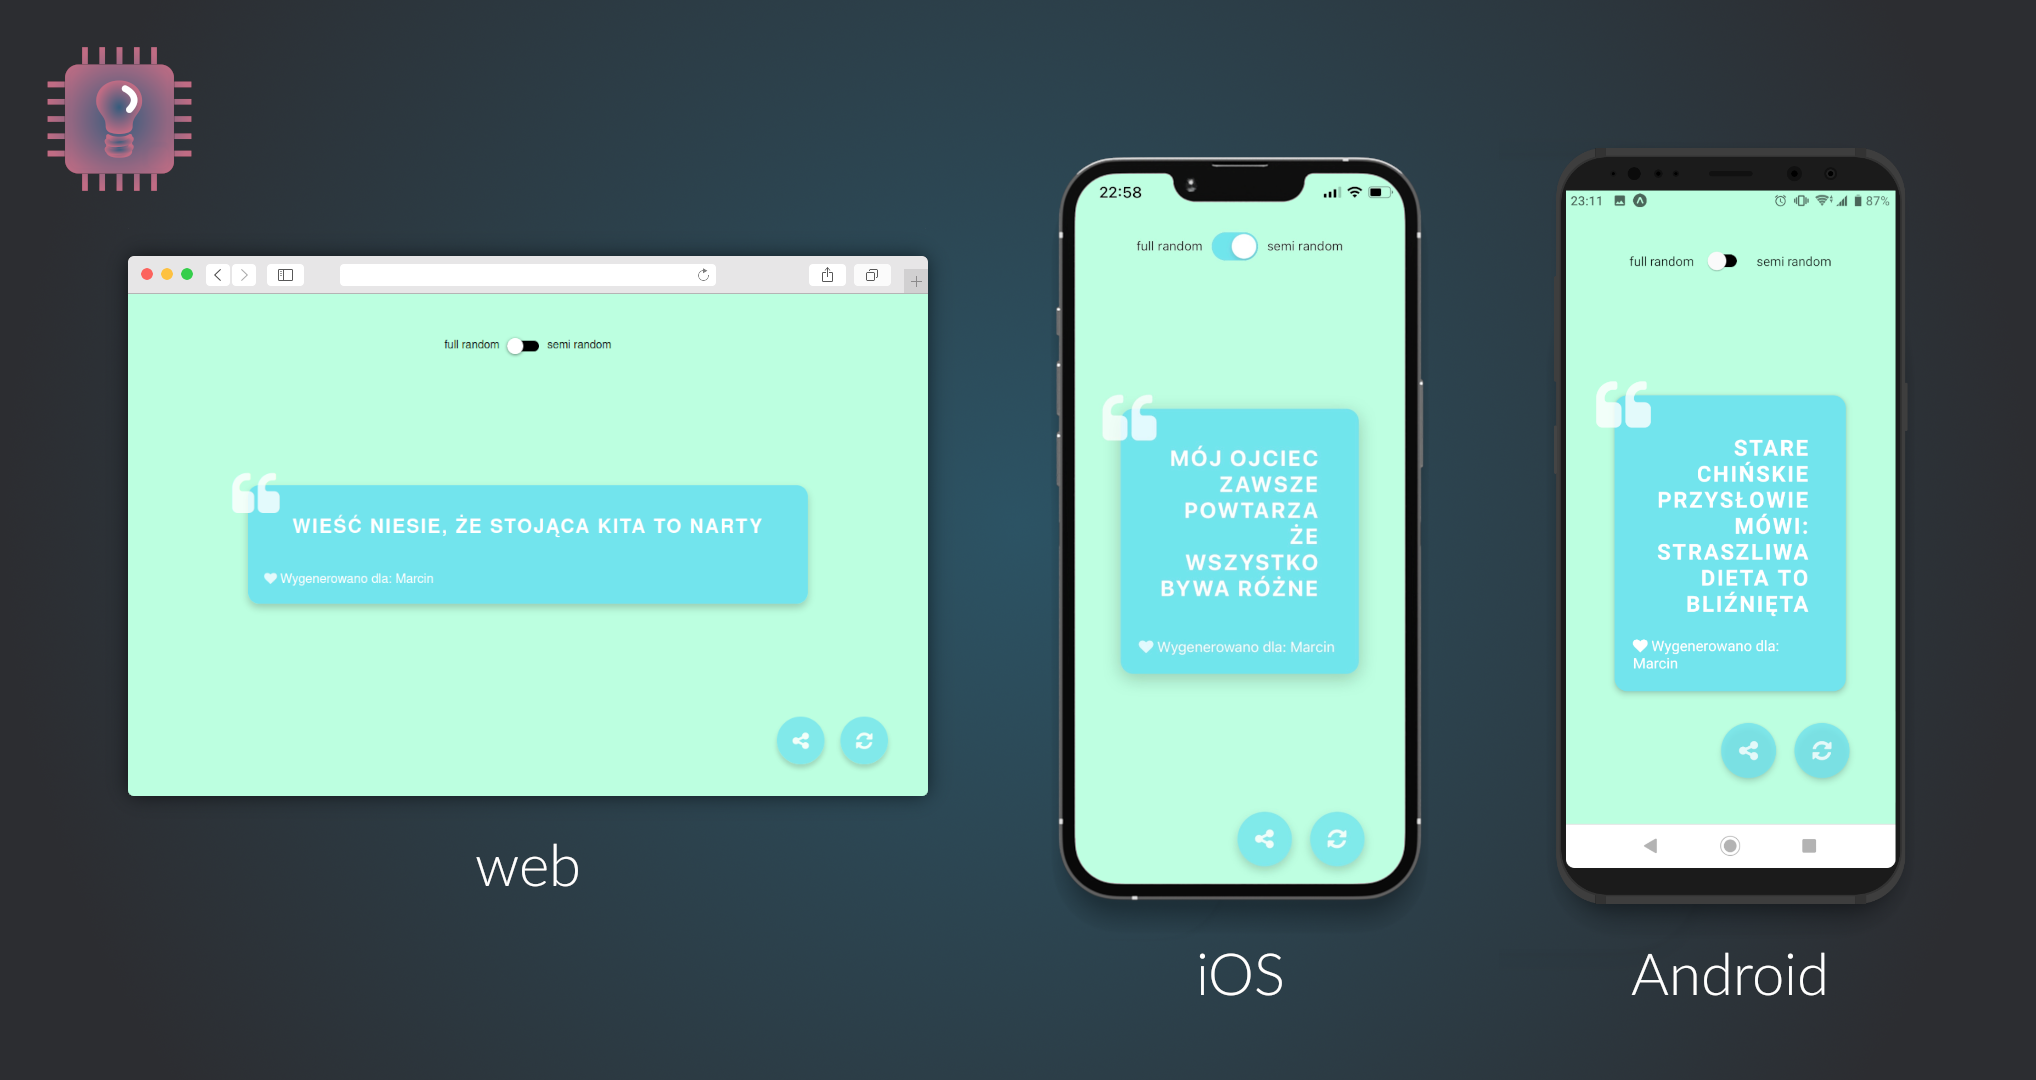 full random semi random
WIEŚĆ NIESIE, ŻE STOJĄCA KITA TO NARTY
Wygenerowano dla: Marcin
web
22:58
full random semi random
MÓJ OJCIEC
ZAWSZE
POWTARZA
ŻE
WSZYSTKO
BYWA RÓŻNE
Wygenerowano dla: Marcin
iOS
23:11 87%
full random semi random
STARE
CHIŃSKIE
PRZYSŁOWIE
MÓWI:
STRASZLIWA
DIETA TO
BLIŹNIĘTA
Wygenerowano dla:
Marcin
Android